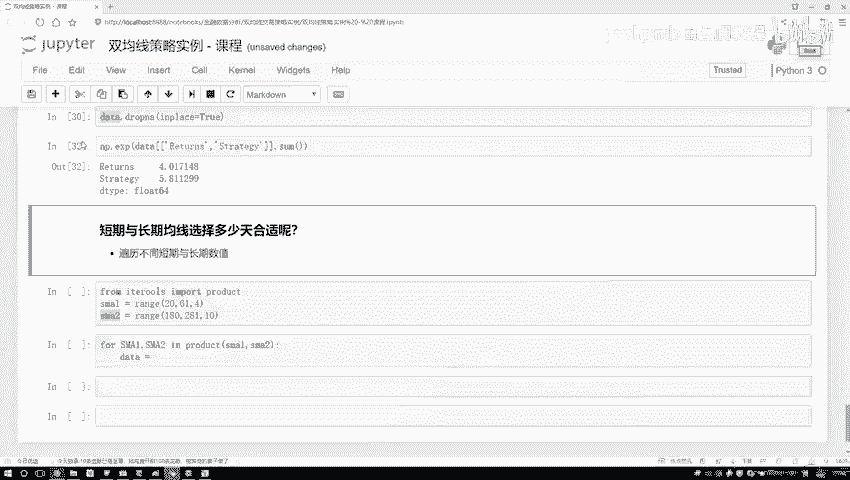 双均线策略实例 - 课程
jupyter 双均线策略实例 - 课程 (unsaved changes)
File Edit View Insert Cell Kernel Widgets Help
Trusted
Python 3
Markdown
In [30]: data.dropna(inplace=True)
In [32]: np.exp(data[['Returns','Strategy']].sum())
Out[32]: Returns 4.017148
Strategy 5.811299
dtype: float64
短期与长期均线选择多少天合适呢?
• 遍历不同短期与长期数值
In [ ]: from itertools import product
sma1 = range(20,61,4)
sma2 = range(180,281,10)
In [ ]: for SMA1,SMA2 in product(sma1,sma2):
data =
In [ ]:
In [ ]: